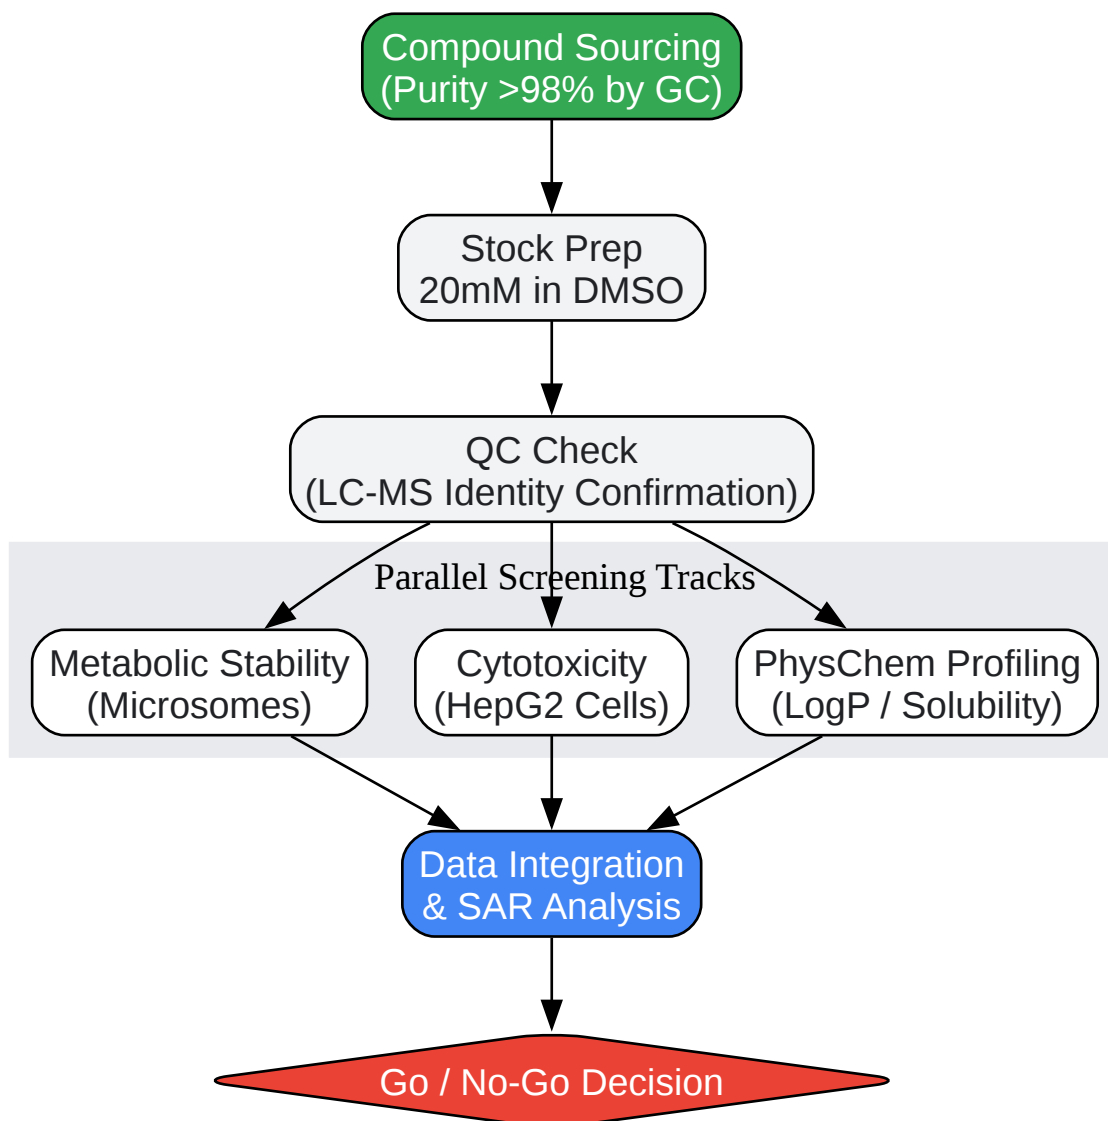 Compound Sourcing
(Purity >98% by GC)
Stock Prep
20mM in DMSO
QC Check
(LC-MS Identity Confirmation)
Parallel Screening Tracks
Metabolic Stability
(Microsomes)
Cytotoxicity
(HepG2 Cells)
PhysChem Profiling
(LogP / Solubility)
Data Integration
& SAR Analysis
Go / No-Go Decision